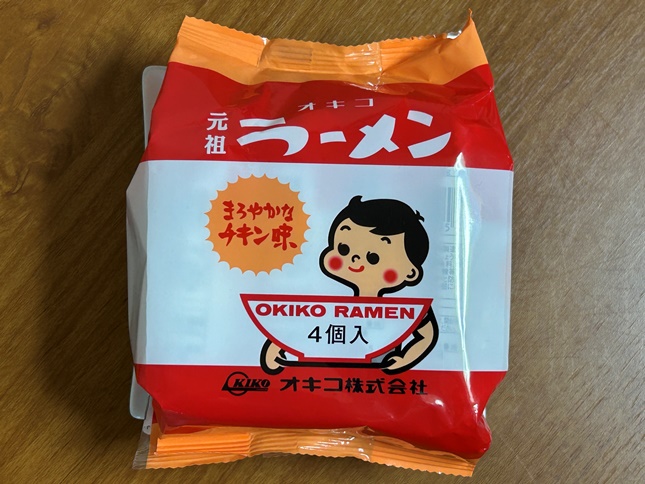 オキコ
元祖
ラーメン
まろやかな
チキン味
OKIKO RAMEN
4個入
OKIKO オキコ株式会社